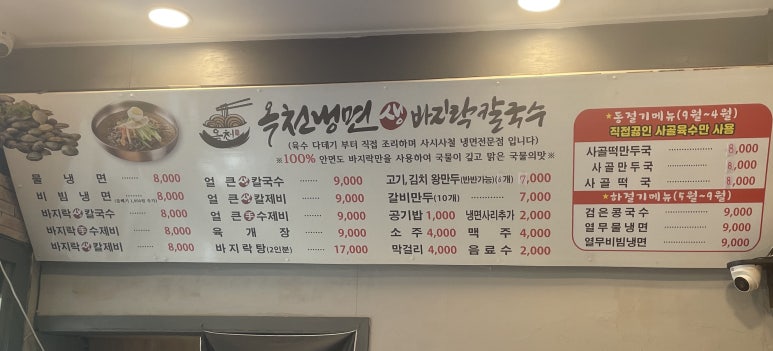 옥천냉면 생 바지락칼국수
(육수 다데기 부터 직접 조리하며 사시사철 냉면전문점 입니다)
※100% 안면도 바지락만을 사용하여 국물이 깊고 맑은 국물의맛※
물냉면 ······ 8,000
비빔냉면 ······ 8,000
바지락생칼국수 ······ 8,000
바지락手수제비 ······ 8,000
바지락생칼제비 ······ 8,000
얼큰생칼국수 ······ 9,000
얼큰생칼제비 ······ 9,000
얼큰手수제비 ······ 9,000
육개장 ······ 9,000
바지락탕(2인분) ······ 17,000
고기,김치 왕만두(반반가능) 7,000
갈비만두(10개) ······ 7,000
공기밥 1,000 냉면사리추가 2,000
소주 4,000 맥주 4,000
막걸리 4,000 음료수 2,000
★동절기메뉴(9월~4월)
직접끓인 사골육수만 사용
사골떡만두국 ······ 8,000
사골만두국 ······ 8,000
사골떡국 ······ 8,000
★하절기메뉴(5월~9월)
검은콩국수 ······ 9,000
열무물냉면 ······ 9,000
열무비빔냉면 ······ 9,000